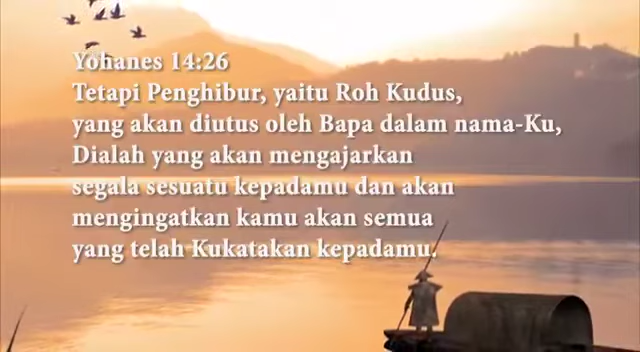 Yohanes 14:26
Tetapi Penghibur, yaitu Roh Kudus,
yang akan diutus oleh Bapa dalam nama-Ku,
Dialah yang akan mengajarkan
segala sesuatu kepadamu dan akan
mengingatkan kamu akan semua
yang telah Kukatakan kepadamu.